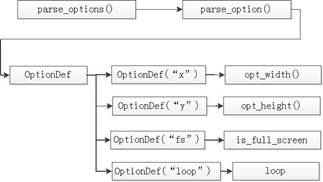 parse_options() parse_option()
OptionDef OptionDef(“x”) opt_width()
OptionDef(“y”) opt_height()
OptionDef(“fs”) is_full_screen
OptionDef(“loop”) loop